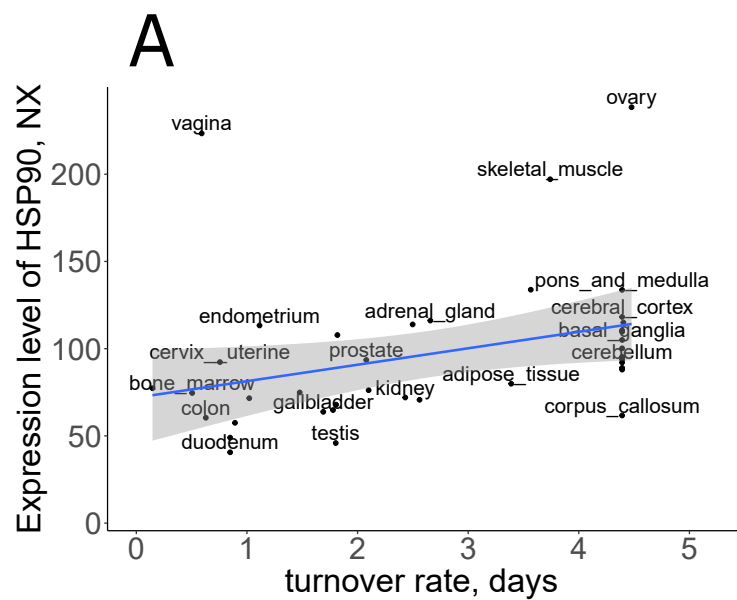 A
Expression level of HSP90, NX
ovary
vagina
skeletal_muscle
200
pons_and_medulla
150
cerebral_cortex
adrenal_gland
endometrium
basal_ganglia
100
cervix_uterine
prostate
cerebellum
adipose_tissue
bone_marrow
kidney
gallbladder
colon
corpus_callosum
50
testis
duodenum
0
0 1 2 3 4 5
turnover rate, days